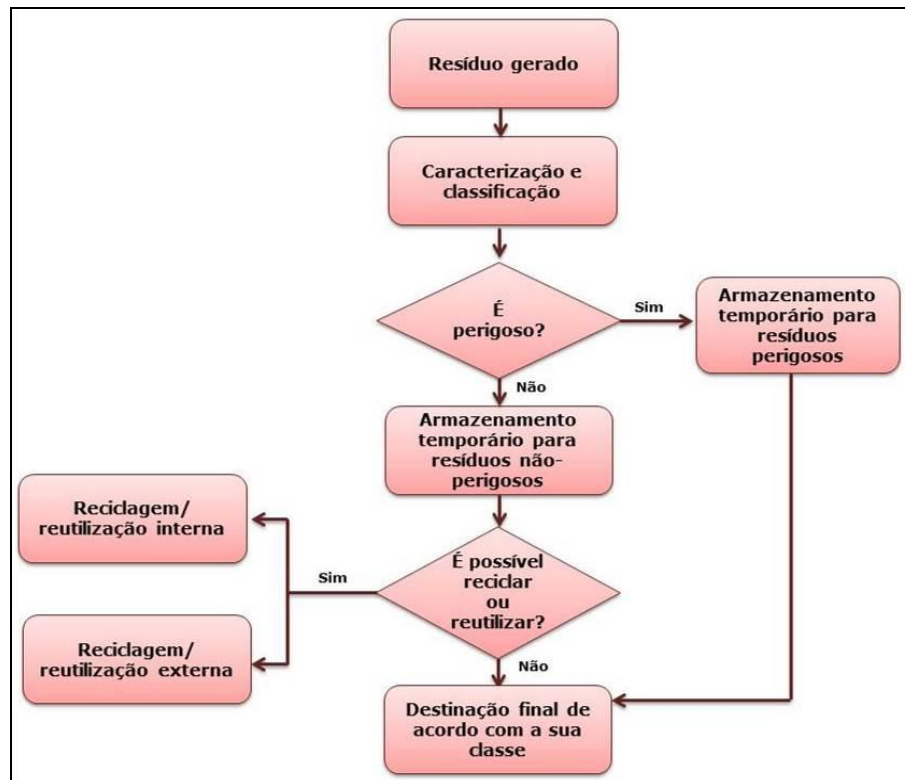 Resíduo gerado
Caracterização e
classificação
É
perigoso?
Sim
Armazenamento
temporário para
resíduos
perigosos
Não
Armazenamento
temporário para
resíduos não-
perigosos
Reciclagem/
reutilização interna
Sim
É possível
reciclar
ou
reutilizar?
Reciclagem/
reutilização externa
Não
Destinação final de
acordo com a sua
classe